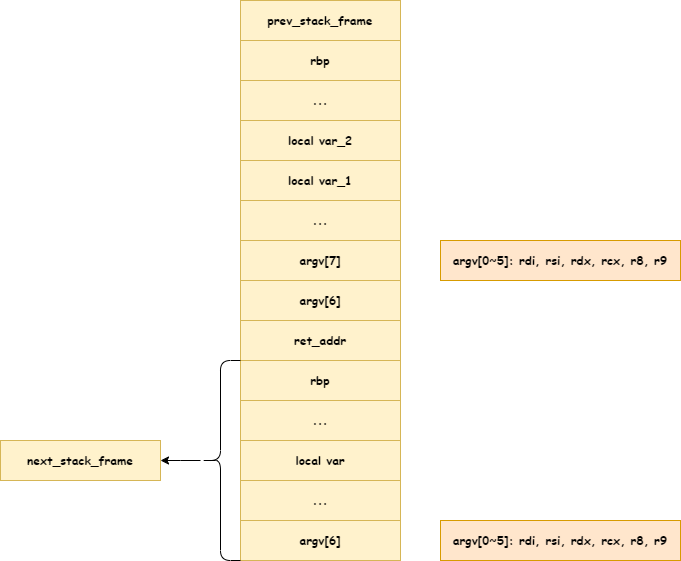 prev_stack_frame
rbp
...
local var_2
local var_1
...
argv[7]
argv[0~5]: rdi, rsi, rdx, rcx, r8, r9
argv[6]
ret_addr
rbp
...
next_stack_frame
local var
...
argv[6]
argv[0~5]: rdi, rsi, rdx, rcx, r8, r9